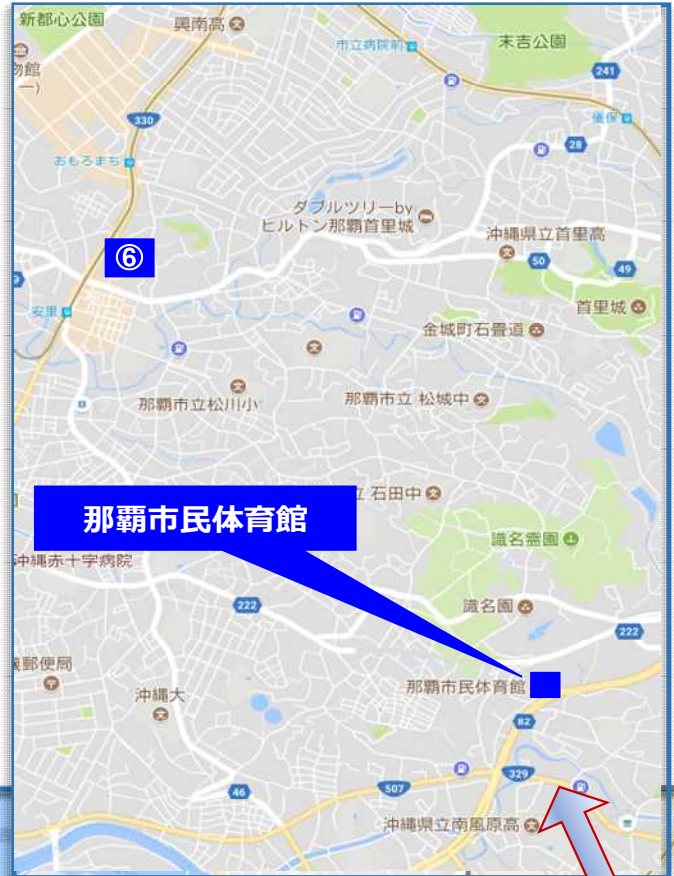 新都心公園
興南高
市立病院前
末吉公園
物館
一)
241
330
儀保
28
おもろまち
ダブルツリーby
ヒルトン那覇首里城
沖縄県立首里高
⑥
50
49
安里
首里城
金城町石畳道
那覇市立松川小
那覇市立 松城中
立 石田中
那覇市民体育館
識名霊園
沖縄赤十字病院
222
識名園
222
郵便局
那覇市民体育館
沖縄大
82
329
46
507
沖縄県立南風原高